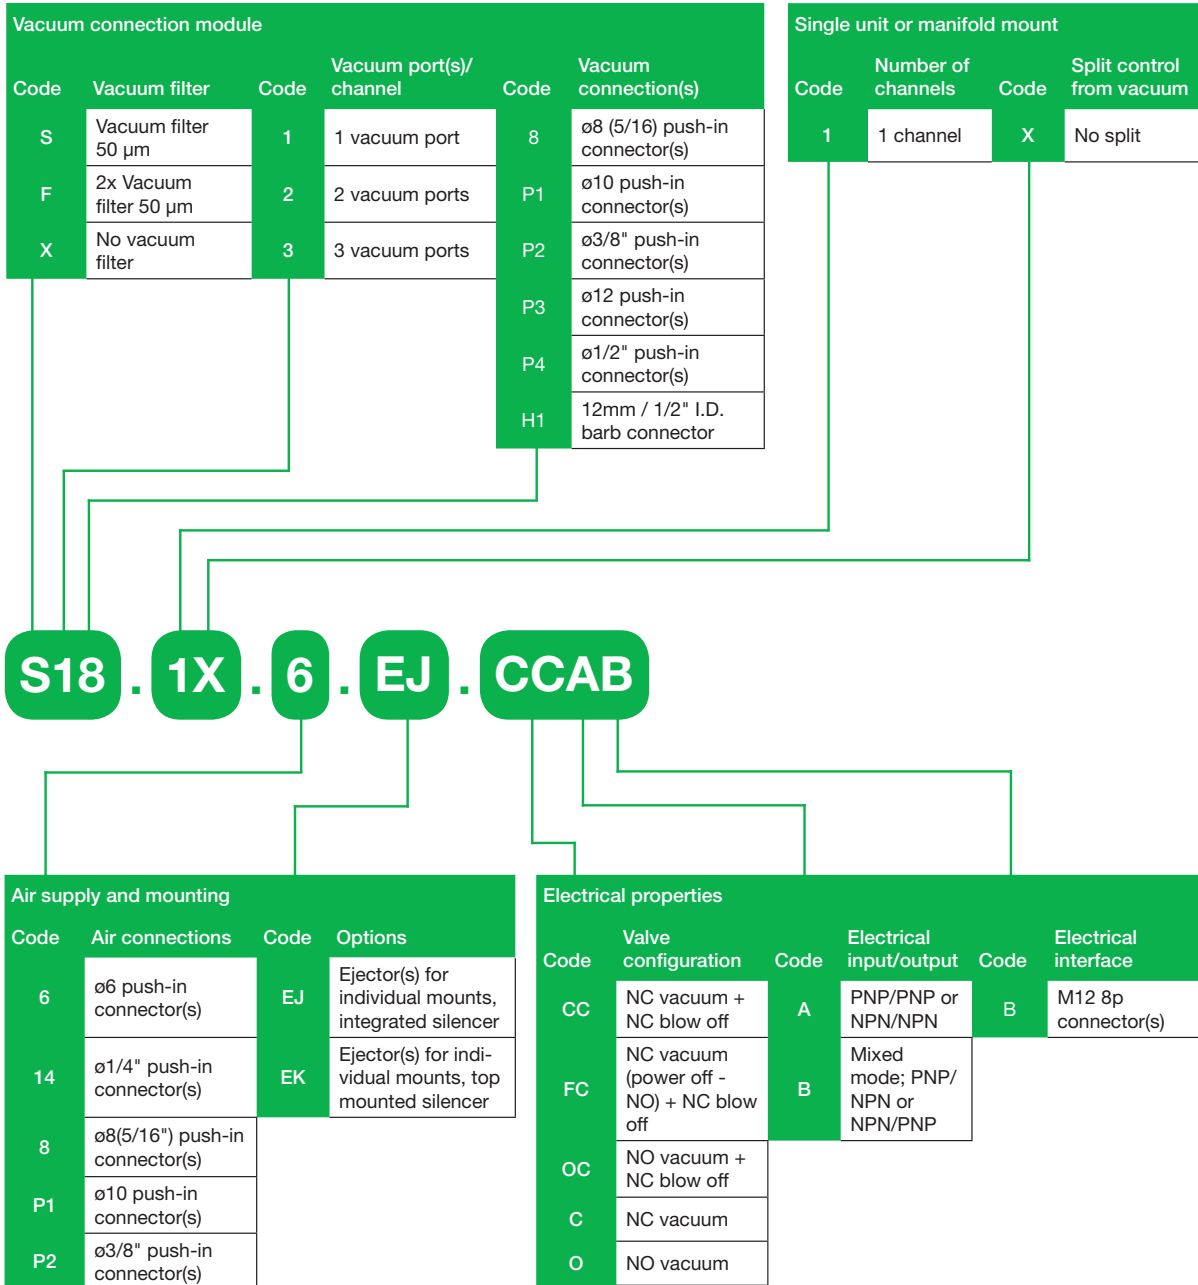 Vacuum connection module
Code
Vacuum filter
Code
Vacuum port(s)/
channel
Code
Vacuum
connection(s)
S
Vacuum filter
50 µm
1
1 vacuum port
8
ø8 (5/16) push-in
connector(s)
F
2x Vacuum
filter 50 µm
2
2 vacuum ports
P1
ø10 push-in
connector(s)
X
No vacuum
filter
3
3 vacuum ports
P2
ø3/8" push-in
connector(s)
P3
ø12 push-in
connector(s)
P4
ø1/2" push-in
connector(s)
H1
12mm / 1/2" I.D.
barb connector
Single unit or manifold mount
Code
Number of
channels
Code
Split control
from vacuum
1
1 channel
X
No split
S18 . 1X . 6 . EJ . CCAB
Air supply and mounting
Code
Air connections
Code
Options
6
ø6 push-in
connector(s)
EJ
Ejector(s) for
individual mounts,
integrated silencer
14
ø1/4" push-in
connector(s)
EK
Ejector(s) for indi-
vidual mounts, top
mounted silencer
8
ø8(5/16") push-in
connector(s)
P1
ø10 push-in
connector(s)
P2
ø3/8" push-in
connector(s)
Electrical properties
Code
Valve
configuration
Code
Electrical
input/output
Code
Electrical
interface
CC
NC vacuum +
NC blow off
A
PNP/PNP or
NPN/NPN
B
M12 8p
connector(s)
FC
NC vacuum
(power off -
NO) + NC blow
off
B
Mixed
mode; PNP/
NPN or
NPN/PNP
OC
NO vacuum +
NC blow off
C
NC vacuum
O
NO vacuum